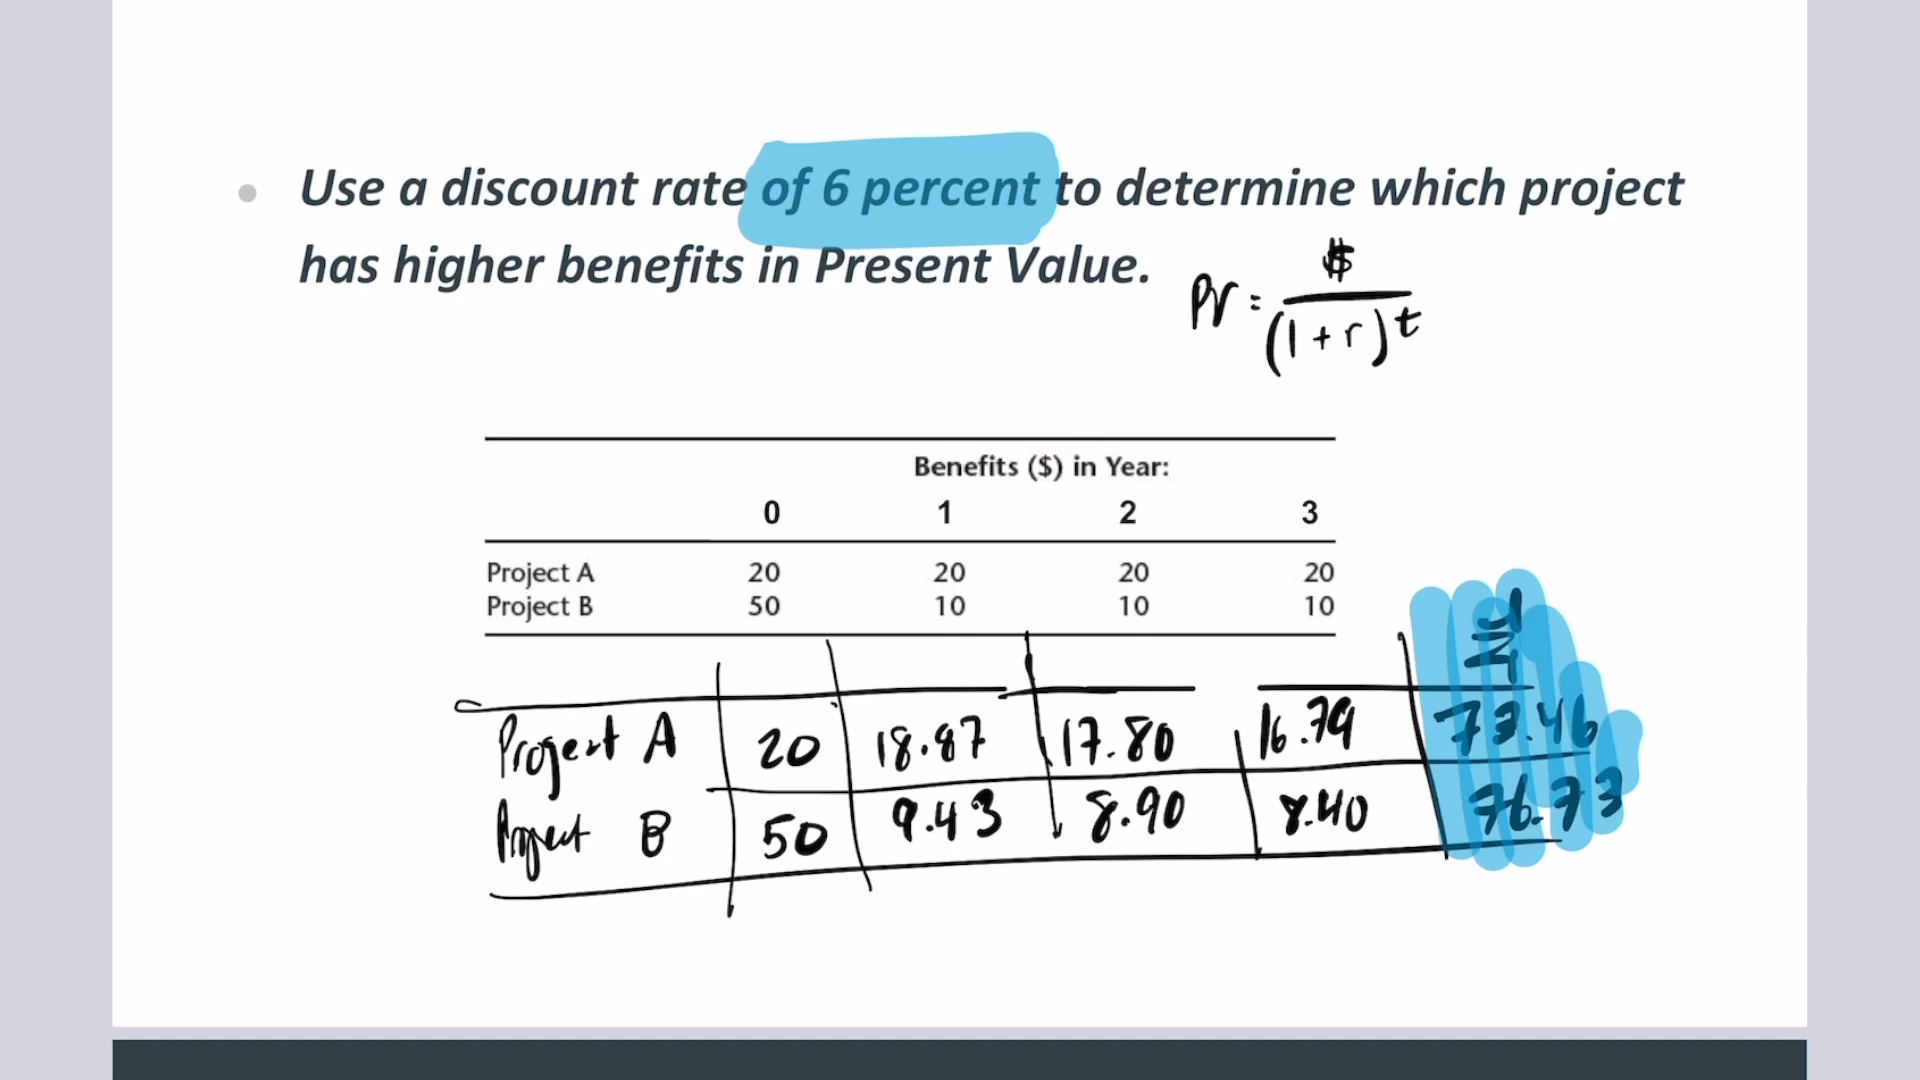 Use a discount rate of 6 percent to determine which project
has higher benefits in Present Value.
PV = $ / (1+r)^t
Benefits ($) in Year:
0 1 2 3
Project A 20 20 20 20
Project B 50 10 10 10
Project A 20 18.87 17.80 16.79 73.46
Project B 50 9.43 8.90 8.40 76.73